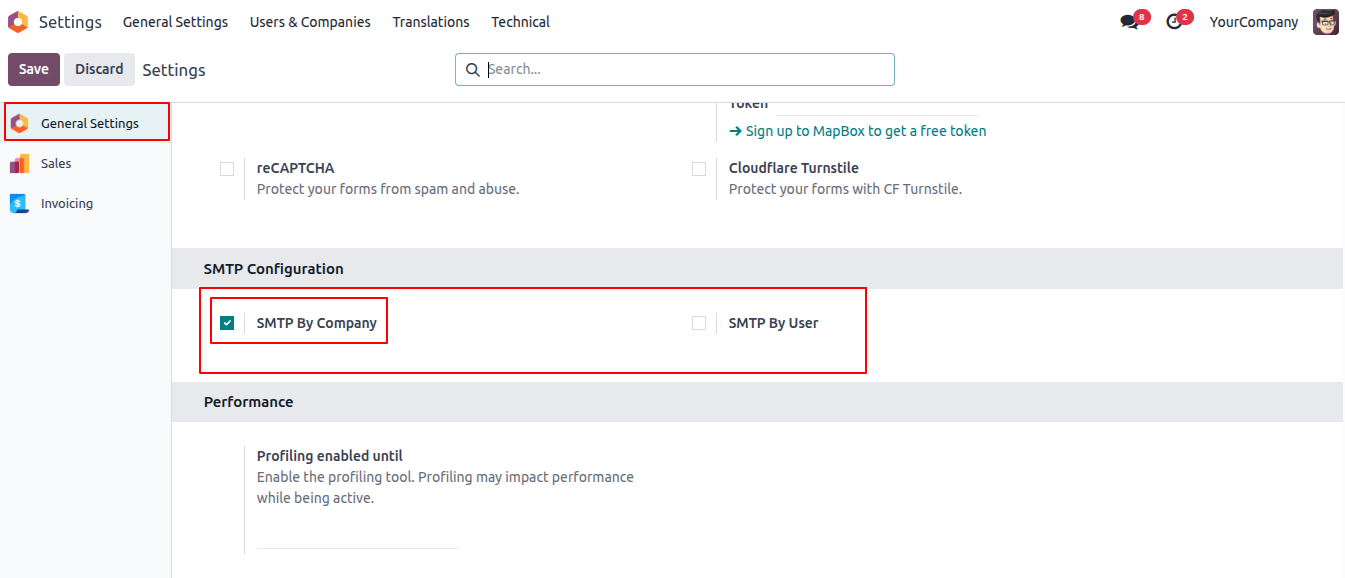 Settings General Settings Users & Companies Translations Technical 8 2 YourCompany
Save Discard Settings Search...
General Settings
Sales
Invoicing
Token
Sign up to MapBox to get a free token
reCAPTCHA
Protect your forms from spam and abuse.
Cloudflare Turnstile
Protect your forms with CF Turnstile.
SMTP Configuration
SMTP By Company
SMTP By User
Performance
Profiling enabled until
Enable the profiling tool. Profiling may impact performance
while being active.